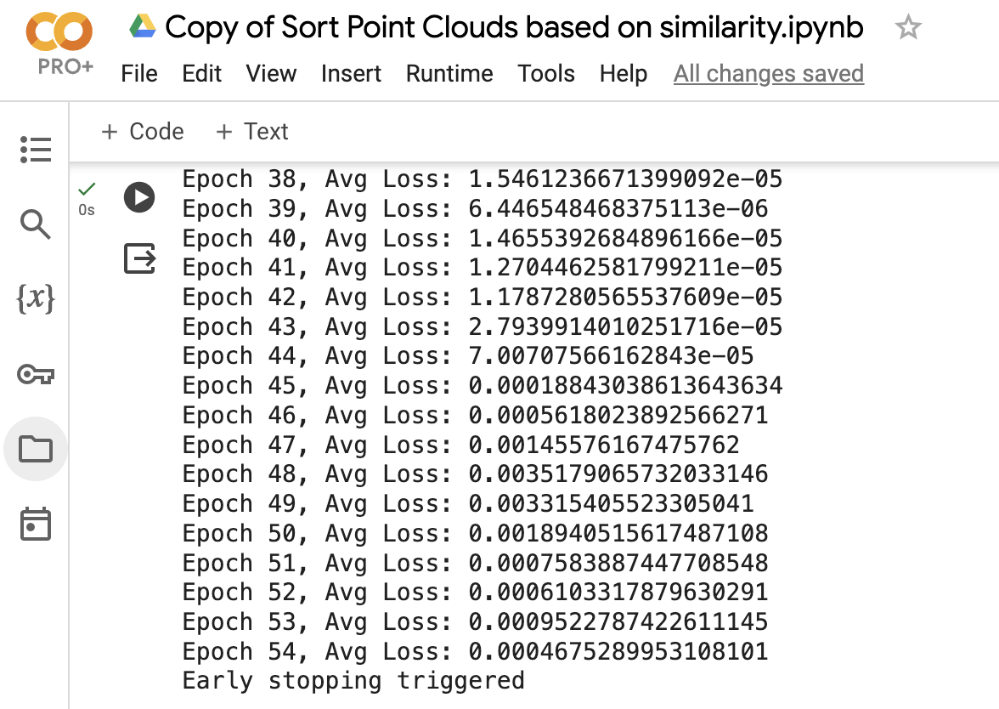 Copy of Sort Point Clouds based on similarity.ipynb
PRO+
File Edit View Insert Runtime Tools Help All changes saved
+ Code + Text
0s
{x}
Epoch 38, Avg Loss: 1.5461236671399092e-05
Epoch 39, Avg Loss: 6.446548468375113e-06
Epoch 40, Avg Loss: 1.4655392684896166e-05
Epoch 41, Avg Loss: 1.2704462581799211e-05
Epoch 42, Avg Loss: 1.1787280565537609e-05
Epoch 43, Avg Loss: 2.7939914010251716e-05
Epoch 44, Avg Loss: 7.00707566162843e-05
Epoch 45, Avg Loss: 0.00018843038613643634
Epoch 46, Avg Loss: 0.0005618023892566271
Epoch 47, Avg Loss: 0.00145576167475762
Epoch 48, Avg Loss: 0.0035179065732033146
Epoch 49, Avg Loss: 0.003315405523305041
Epoch 50, Avg Loss: 0.0018940515617487108
Epoch 51, Avg Loss: 0.0007583887447708548
Epoch 52, Avg Loss: 0.0006103317879630291
Epoch 53, Avg Loss: 0.0009522787422611145
Epoch 54, Avg Loss: 0.0004675289953108101
Early stopping triggered